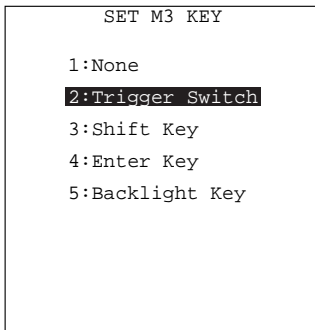 SET M3 KEY
1:None
2:Trigger Switch
3:Shift Key
4:Enter Key
5:Backlight Key